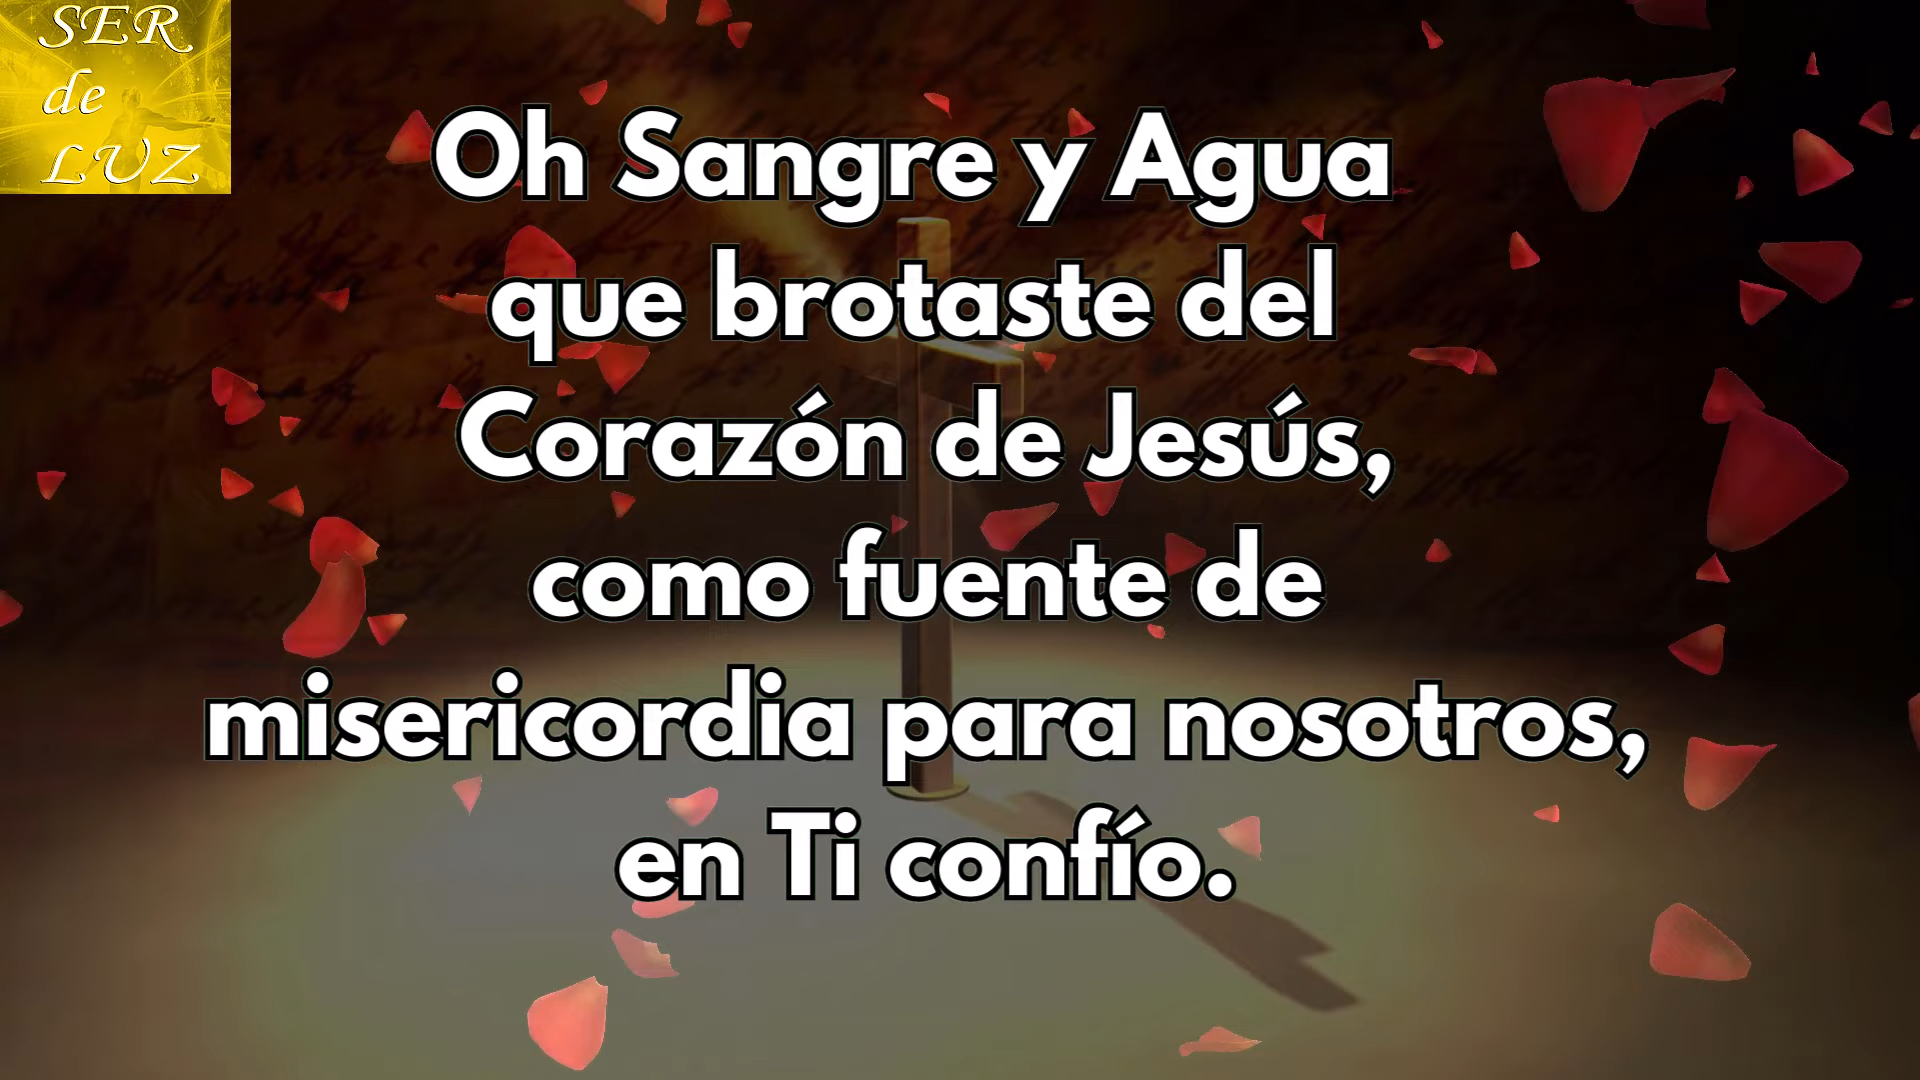 SER
de
LUZ
Oh Sangre y Agua
que brotaste del
Corazón de Jesús,
como fuente de
misericordia para nosotros,
en Ti confío.